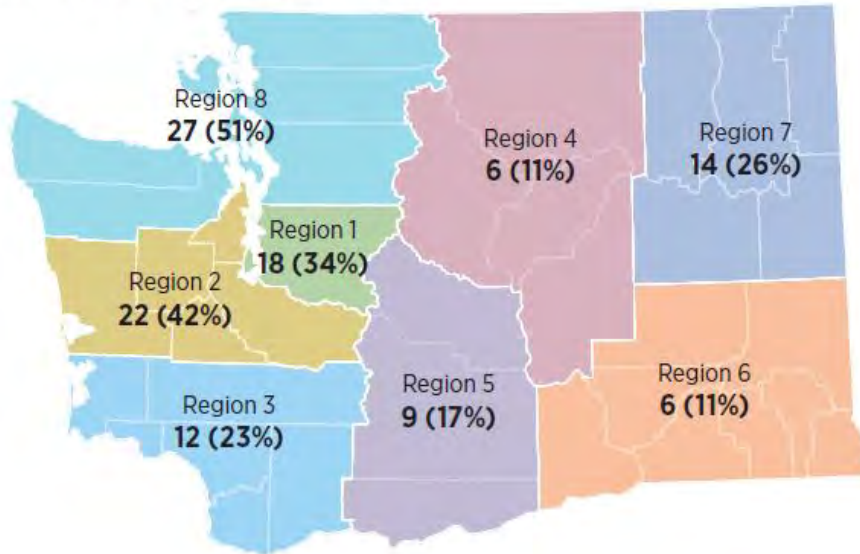 Region 8
27 (51%)
Region 4
6 (11%)
Region 7
14 (26%)
Region 1
18 (34%)
Region 2
22 (42%)
Region 5
9 (17%)
Region 6
6 (11%)
Region 3
12 (23%)